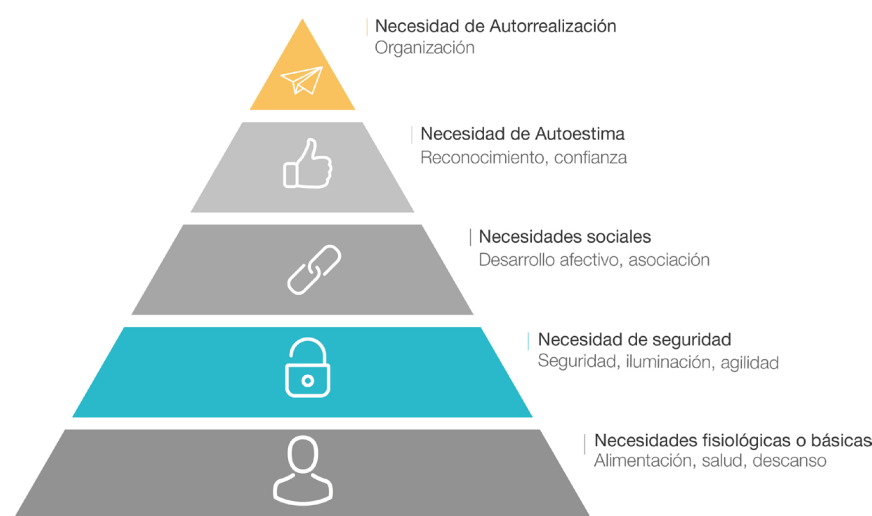 Necesidad de Autorrealización
Organización
Necesidad de Autoestima
Reconocimiento, confianza
Necesidades sociales
Desarrollo afectivo, asociación
Necesidad de seguridad
Seguridad, iluminación, agilidad
Necesidades fisiológicas o básicas
Alimentación, salud, descanso